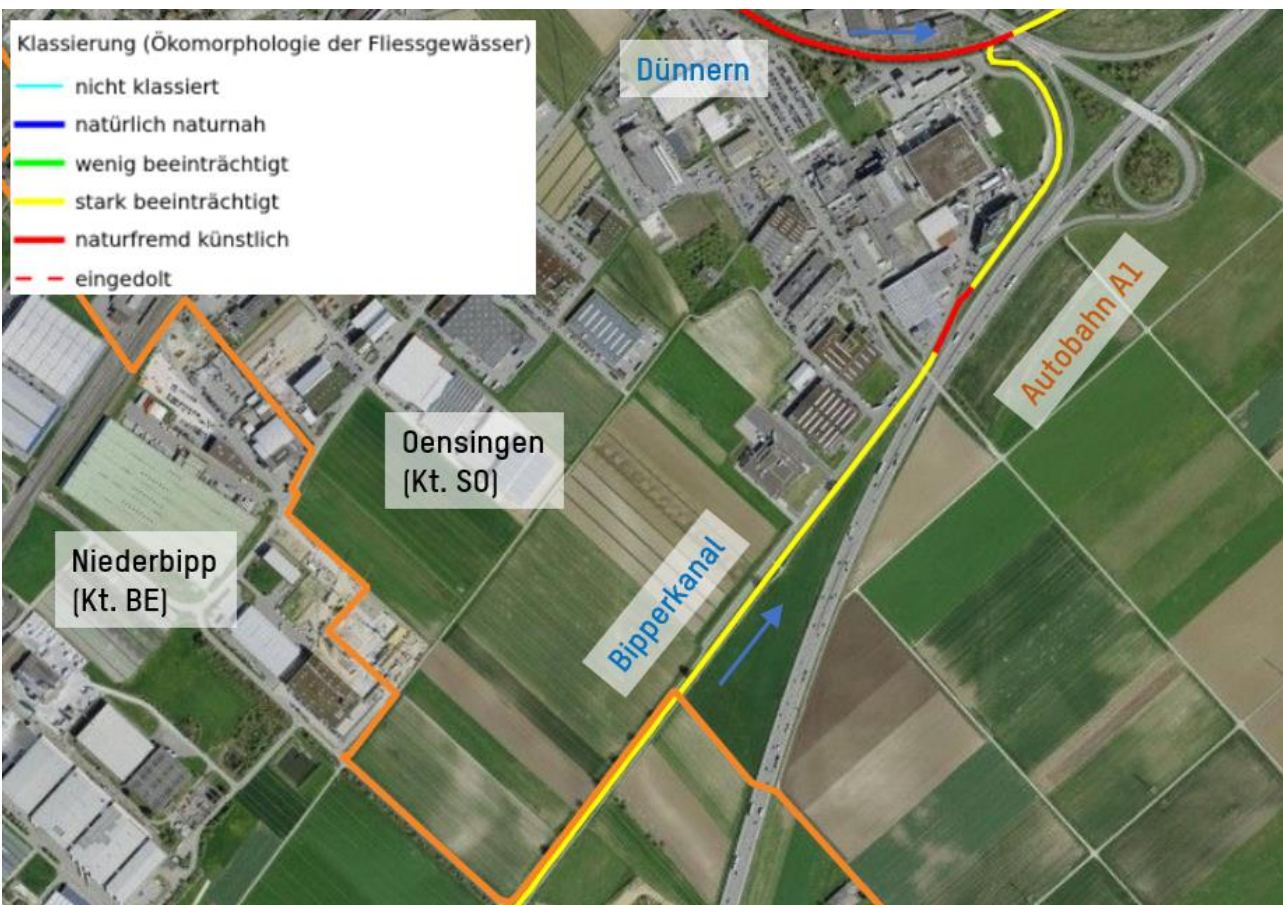 Klassierung (Ökomorphologie der Fliessgewässer)
nicht klassiert
natürlich naturnah
wenig beeinträchtigt
stark beeinträchtigt
naturfremd künstlich
eingedolt
Dünnern
Autobahn A1
Oensingen
(Kt. SO)
Niederbipp
(Kt. BE)
Bipperkanal